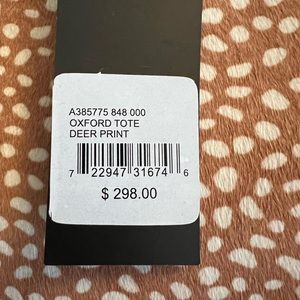 A385775 848 000
OXFORD TOTE
DEER PRINT
7 22947 31674 6
$ 298.00